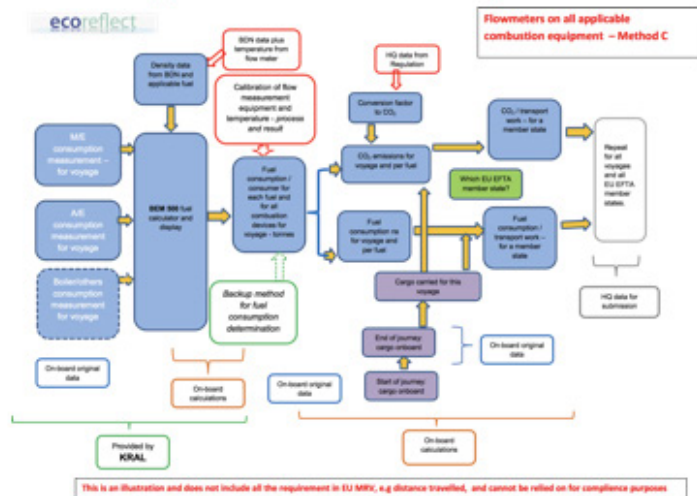 ecoreflect
Flowmeters on all applicable
combustion equipment – Method C
BDN data plus
temperature from
flow meter
Density data
from BDN and
applicable fuel
HQ data from
Regulation
Calibration of flow
measurement
equipment and
temperature - process
and result
Conversion factor
to CO₂
CO₂ / transport
work – for a
member state
M/E
consumption
measurement –
for voyage
BEM 500 fuel
calculator and
display
Fuel
consumption /
consumer for
each fuel and for
all combustion
devices for
voyage - tonnes
CO₂ emissions for
voyage and per fuel
Which EU EFTA
member state?
Repeat
for all
voyages
and all
EU EFTA
member
states.
A/E
consumption
measurement
for voyage
Fuel
consumption ns
for voyage and
per fuel
Fuel
consumption /
transport work –
for a member
state
Boiler/others
consumption
measurement
for voyage
Backup method
for fuel
consumption
determination
Cargo carried for this
voyage
HQ data for
submission
End of journey
cargo onboard
On-board original
data
Start of journey
cargo onboard
On-board original
data
On-board
calculations
On-board original
data
On-board
calculations
Provided by
KRAL
This is an illustration and does not include all the requirement in EU MRV, e.g distance travelled, and cannot be relied on for compliance purposes